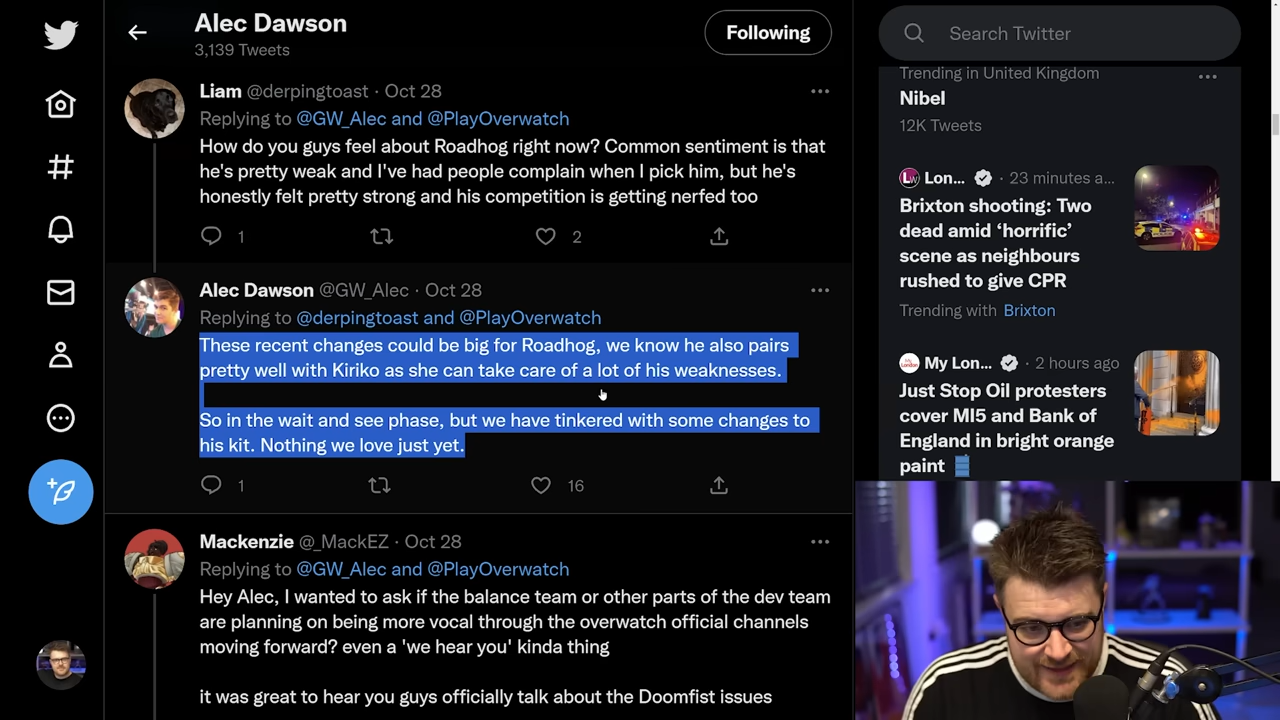 Alec Dawson
3,139 Tweets
Following
Search Twitter
Liam @derpingtoast · Oct 28
Replying to @GW_Alec and @PlayOverwatch
How do you guys feel about Roadhog right now? Common sentiment is that
he's pretty weak and I've had people complain when I pick him, but he's
honestly felt pretty strong and his competition is getting nerfed too
1
2
Alec Dawson @GW_Alec · Oct 28
Replying to @derpingtoast and @PlayOverwatch
These recent changes could be big for Roadhog, we know he also pairs
pretty well with Kiriko as she can take care of a lot of his weaknesses.
So in the wait and see phase, but we have tinkered with some changes to
his kit. Nothing we love just yet.
1
16
Mackenzie @_MackEZ · Oct 28
Replying to @GW_Alec and @PlayOverwatch
Hey Alec, I wanted to ask if the balance team or other parts of the dev team
are planning on being more vocal through the overwatch official channels
moving forward? even a 'we hear you' kinda thing
it was great to hear you guys officially talk about the Doomfist issues
Trending in United Kingdom
Nibel
12K Tweets
Lon... · 23 minutes a...
Brixton shooting: Two
dead amid ‘horrific’
scene as neighbours
rushed to give CPR
Trending with Brixton
My Lon... · 2 hours ago
Just Stop Oil protesters
cover MI5 and Bank of
England in bright orange
paint